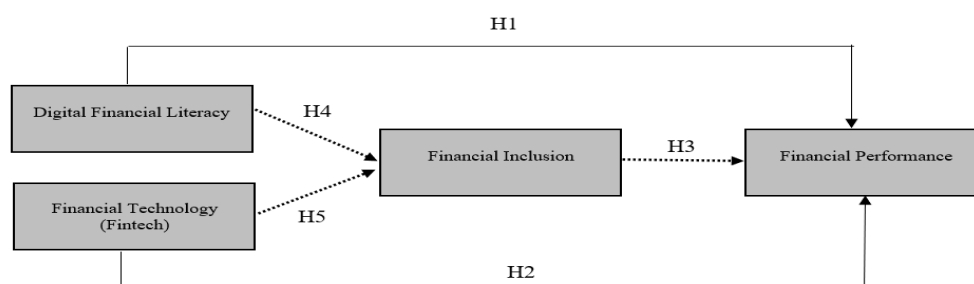 H1
Digital Financial Literacy
H4
Financial Inclusion
H3
Financial Performance
Financial Technology
(Fintech)
H5
H2